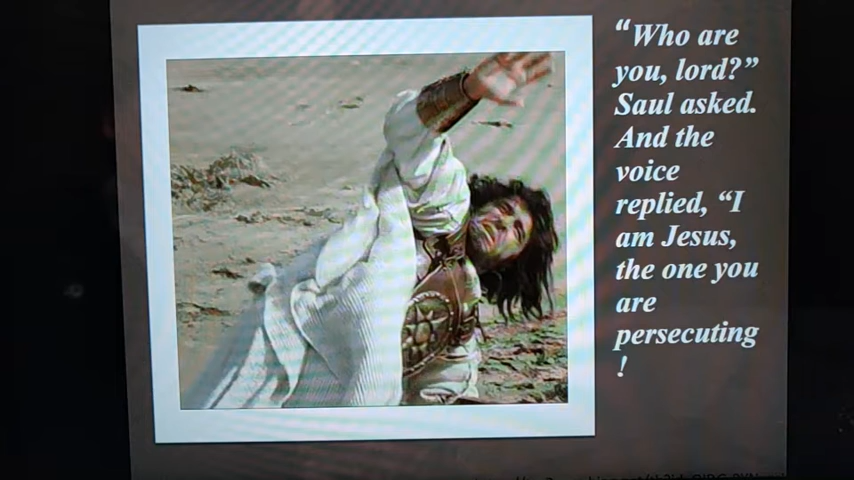 “Who are
you, lord?”
Saul asked.
And the
voice
replied, “I
am Jesus,
the one you
are
persecuting
!